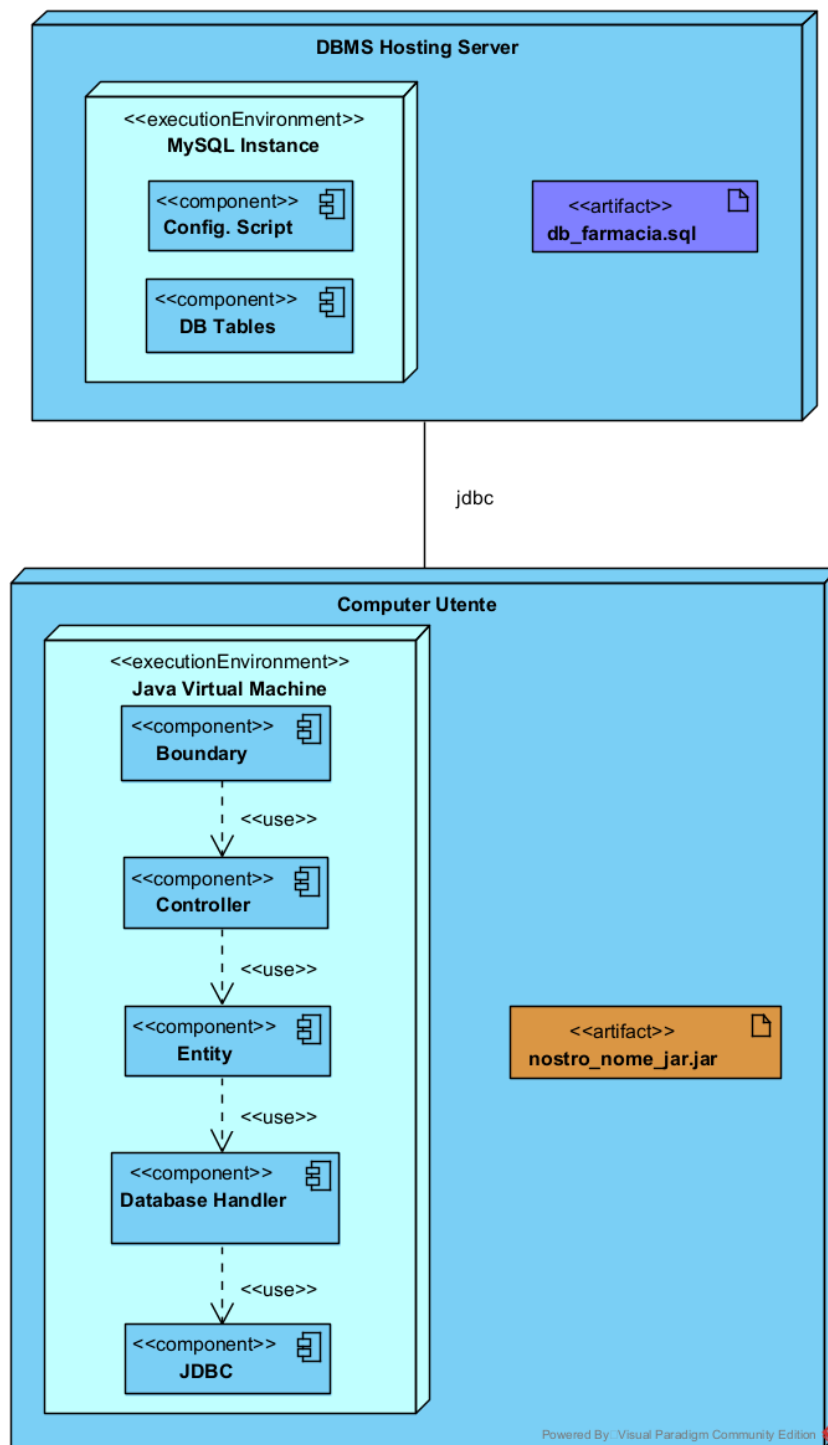 DBMS Hosting Server
<<executionEnvironment>>
MySQL Instance
<<component>>
Config. Script
<<component>>
DB Tables
<<artifact>>
db_farmacia.sql
jdbc
Computer Utente
<<executionEnvironment>>
Java Virtual Machine
<<component>>
Boundary
<<use>>
<<component>>
Controller
<<use>>
<<component>>
Entity
<<use>>
<<component>>
Database Handler
<<use>>
<<component>>
JDBC
<<artifact>>
nostro_nome_jar.jar
Powered By: Visual Paradigm Community Edition